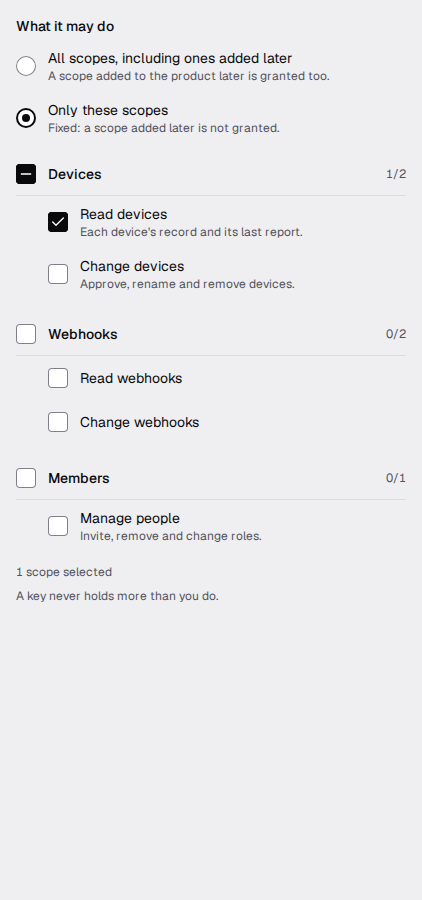 What it may do
All scopes, including ones added later
A scope added to the product later is granted too.
Only these scopes
Fixed: a scope added later is not granted.
Devices 1/2
Read devices
Each device's record and its last report.
Change devices
Approve, rename and remove devices.
Webhooks 0/2
Read webhooks
Change webhooks
Members 0/1
Manage people
Invite, remove and change roles.
1 scope selected
A key never holds more than you do.